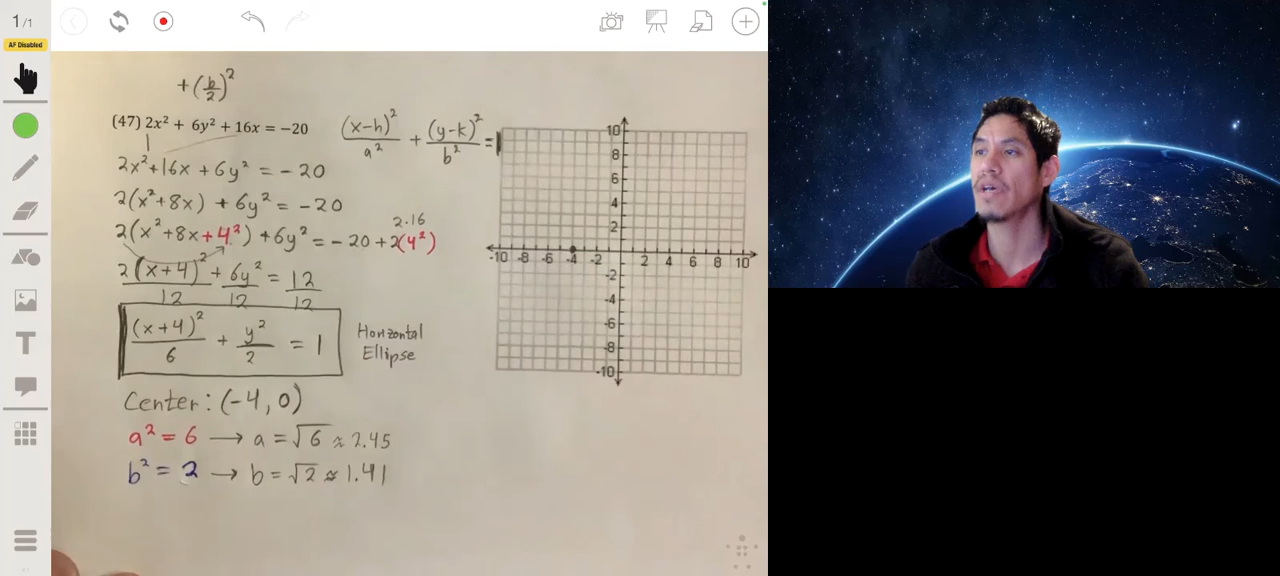 1/1
AF Disabled
+(b/2)²
(47) 2x² + 6y² + 16x = −20
(x-h)²/a² + (y-k)²/b² = 1
2x² + 16x + 6y² = -20
2(x² + 8x) + 6y² = -20
2·16
2(x² + 8x + 4²) + 6y² = -20 + 2(4²)
2(x+4)²/12 + 6y²/12 = 12/12
(x+4)²/6 + y²/2 = 1
Horizontal
Ellipse
Center: (-4, 0)
a² = 6 → a = √6 ≈ 2.45
b² = 2 → b = √2 ≈ 1.41
10
8
6
4
2
-10 -8 -6 -4 -2 2 4 6 8 10
-2
-4
-6
-8
-10
T